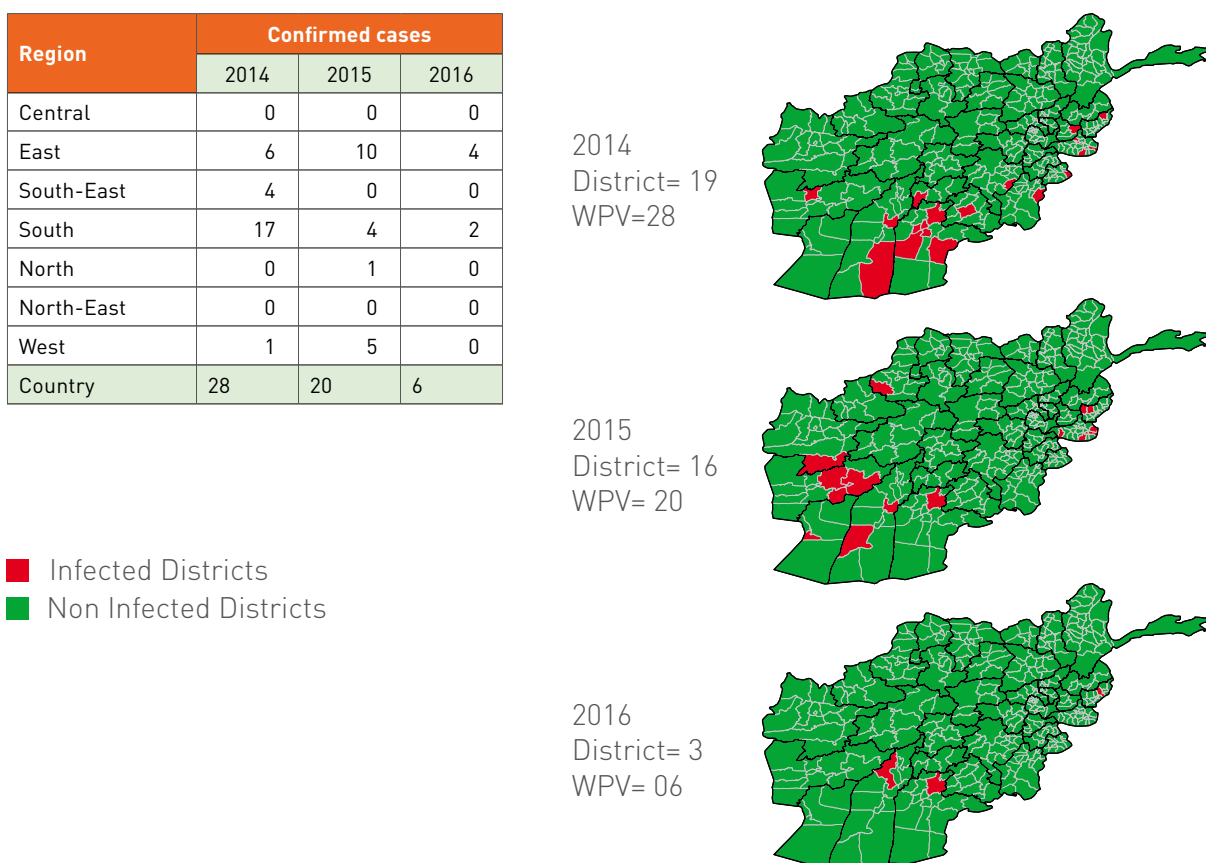 Region Confirmed cases
2014 2015 2016
Central 0 0 0
East 6 10 4
South-East 4 0 0
South 17 4 2
North 0 1 0
North-East 0 0 0
West 1 5 0
Country 28 20 6
Infected Districts
Non Infected Districts
2014
District= 19
WPV=28
2015
District= 16
WPV= 20
2016
District= 3
WPV= 06